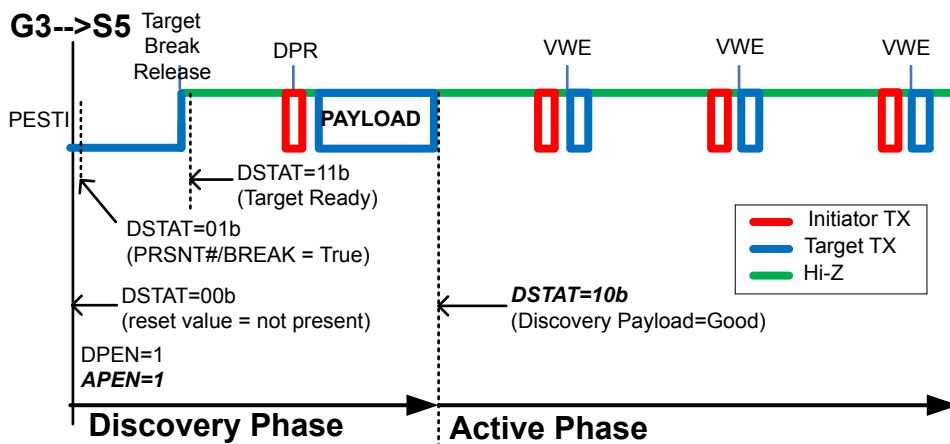 G3-->S5
Target
Break
Release
DPR
VWE
VWE
VWE
PESTI
PAYLOAD
DSTAT=11b
(Target Ready)
DSTAT=01b
(PRSNT#/BREAK = True)
Initiator TX
Target TX
Hi-Z
DSTAT=00b
(reset value = not present)
DSTAT=10b
(Discovery Payload=Good)
DPEN=1
APEN=1
Discovery Phase
Active Phase